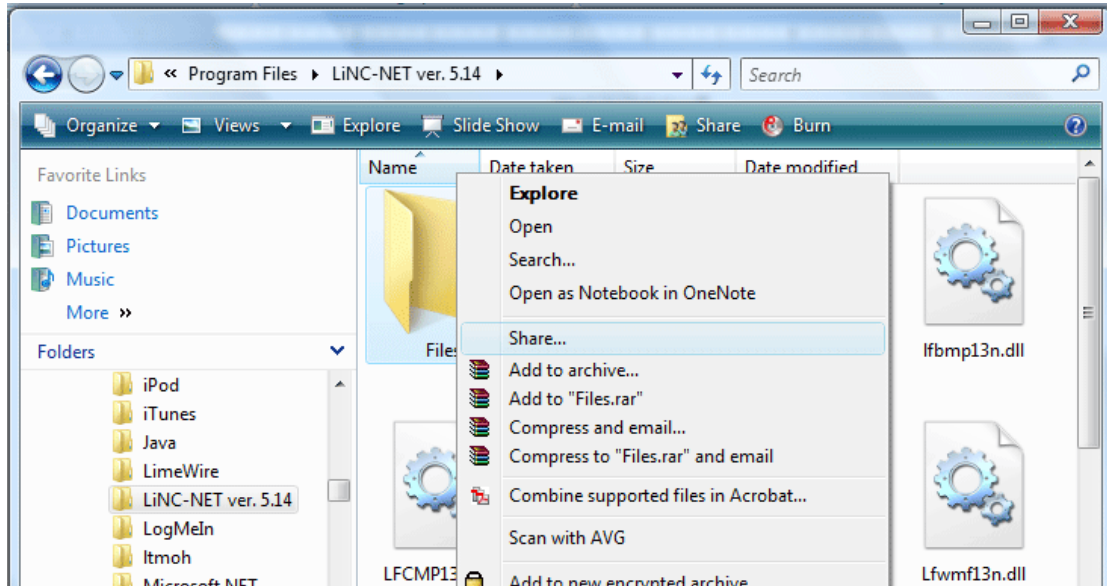 « Program Files ▸ LiNC-NET ver. 5.14 ▸
Search
Organize Views Explore Slide Show E-mail Share Burn
Favorite Links
Documents
Pictures
Music
More »
Folders
iPod
iTunes
Java
LimeWire
LiNC-NET ver. 5.14
LogMeIn
ltmoh
Microsoft.NET
Name Date taken Size Date modified
Files
lfbmp13n.dll
LFCMP13
Lfwmf13n.dll
Explore
Open
Search...
Open as Notebook in OneNote
Share...
Add to archive...
Add to "Files.rar"
Compress and email...
Compress to "Files.rar" and email
Combine supported files in Acrobat...
Scan with AVG
Add to new encrypted archive